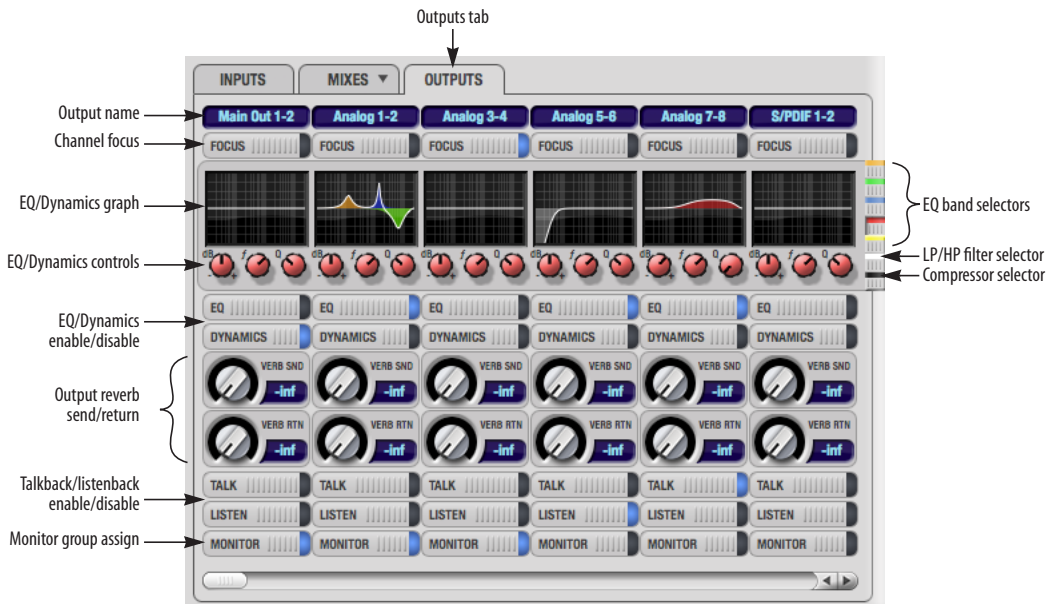 Outputs tab
INPUTS MIXES OUTPUTS
Output name
Main Out 1-2 Analog 1-2 Analog 3-4 Analog 5-6 Analog 7-8 S/PDIF 1-2
Channel focus
FOCUS FOCUS FOCUS FOCUS FOCUS FOCUS
EQ/Dynamics graph
EQ band selectors
EQ/Dynamics controls
dB f Q dB f Q dB f Q dB f Q dB f Q dB f Q
- + - + - + - + - + - +
LP/HP filter selector
Compressor selector
EQ/Dynamics
enable/disable
EQ EQ EQ EQ EQ EQ
DYNAMICS DYNAMICS DYNAMICS DYNAMICS DYNAMICS DYNAMICS
Output reverb
send/return
VERB SND VERB SND VERB SND VERB SND VERB SND VERB SND
-inf -inf -inf -inf -inf -inf
VERB RTN VERB RTN VERB RTN VERB RTN VERB RTN VERB RTN
-inf -inf -inf -inf -inf -inf
Talkback/listenback
enable/disable
TALK TALK TALK TALK TALK TALK
LISTEN LISTEN LISTEN LISTEN LISTEN LISTEN
Monitor group assign
MONITOR MONITOR MONITOR MONITOR MONITOR MONITOR